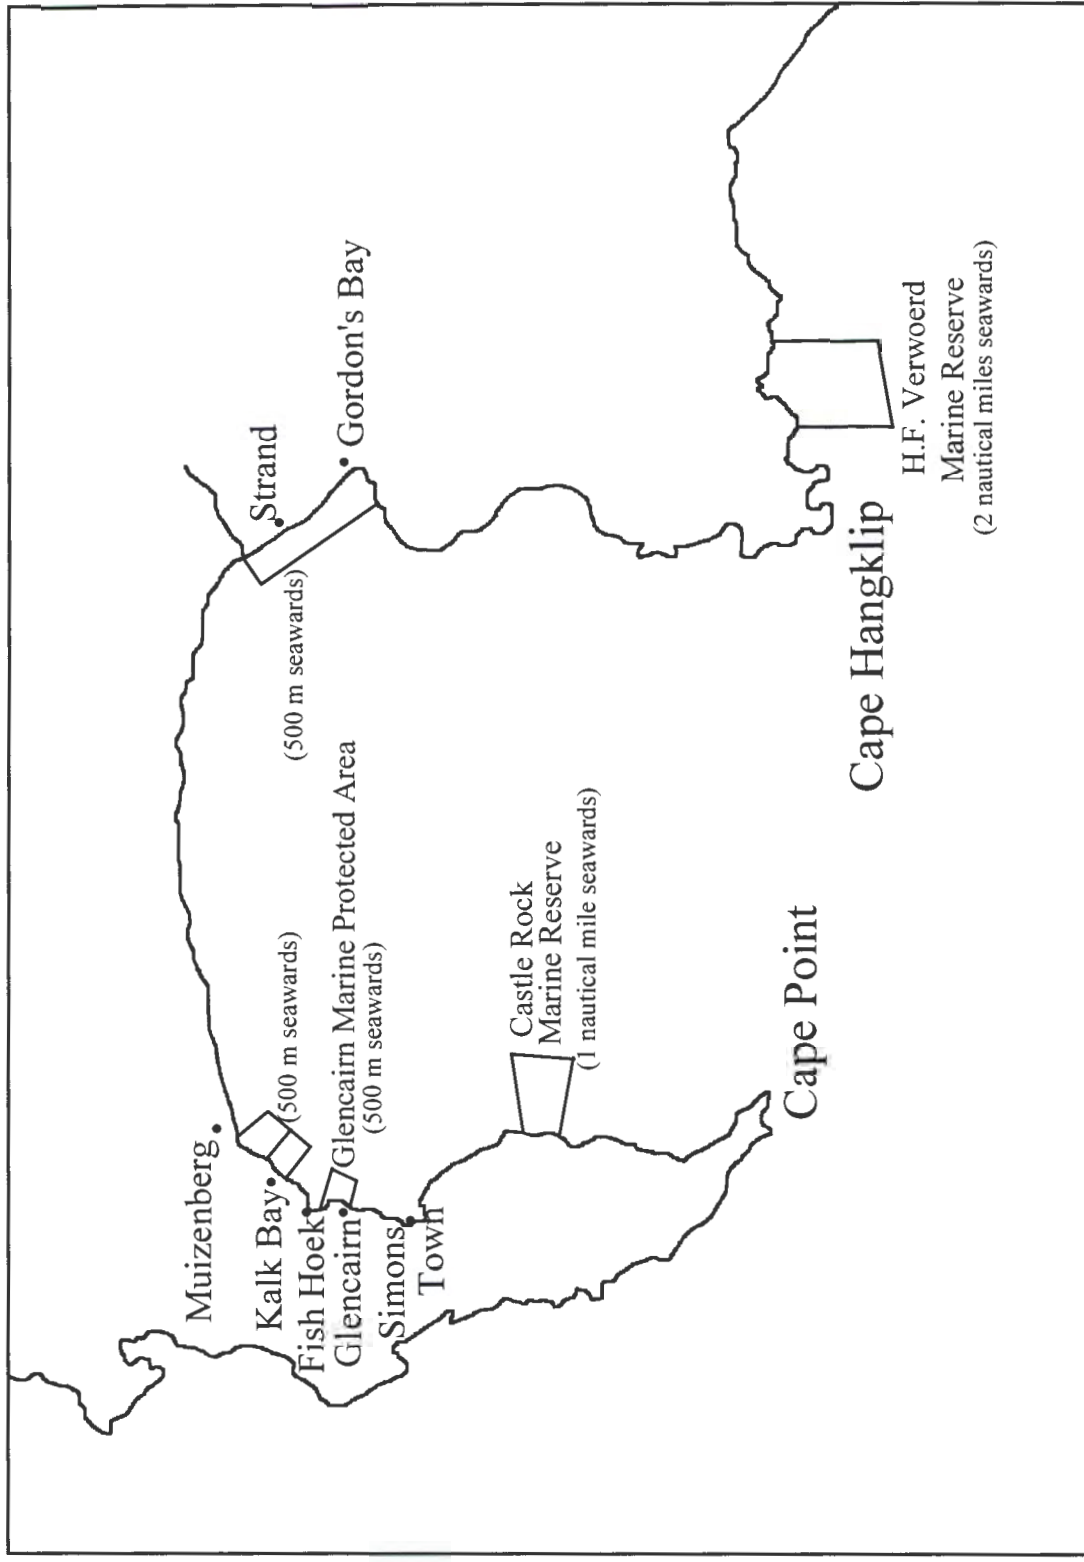 Muizenberg
Kalk Bay
Fish Hoek
Glencairn
Simons
Town
(500 m seawards)
Glencairn Marine Protected Area
(500 m seawards)
Castle Rock
Marine Reserve
(1 nautical mile seawards)
Cape Point
Strand
Gordon's Bay
(500 m seawards)
Cape Hangklip
H.F. Verwoerd
Marine Reserve
(2 nautical miles seawards)